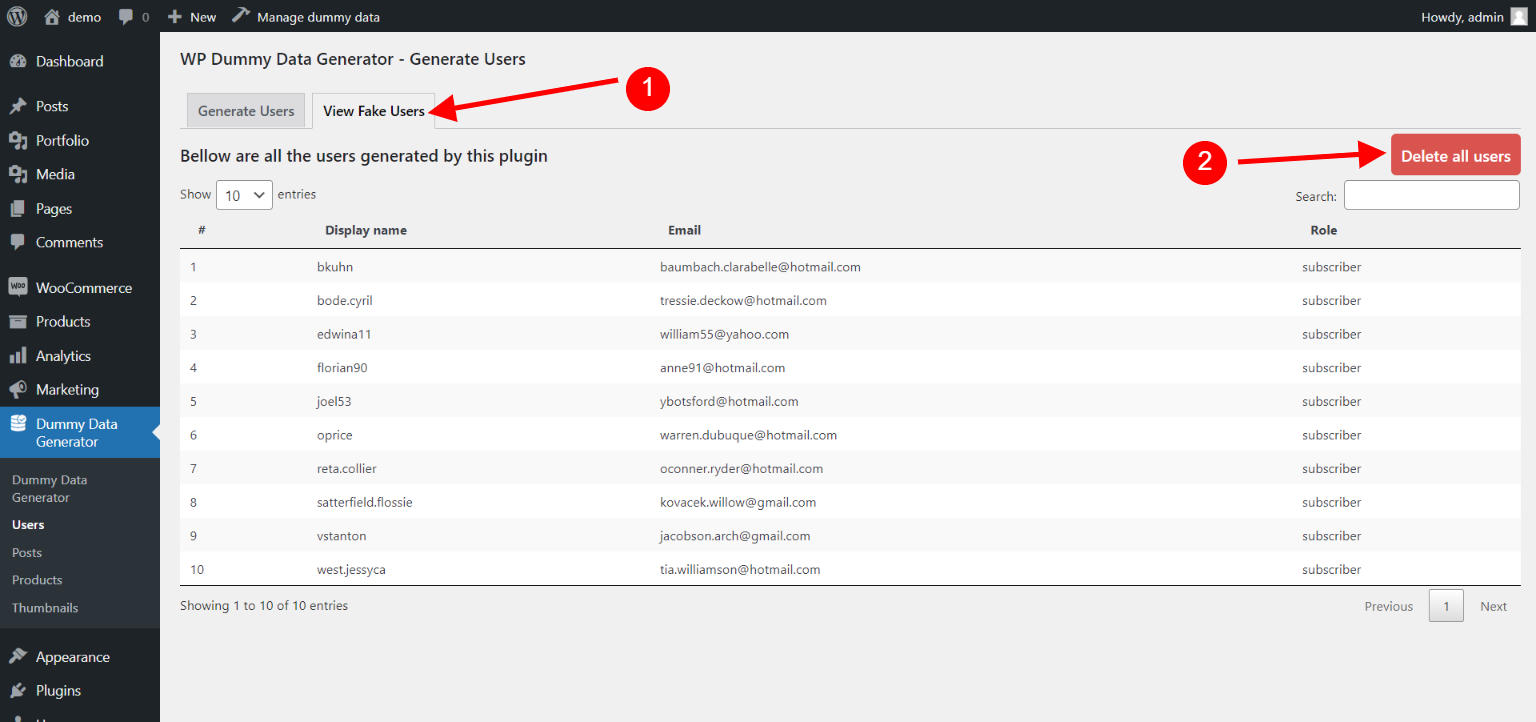 demo 0 New Manage dummy data Howdy, admin
Dashboard
Posts
Portfolio
Media
Pages
Comments
WOO WooCommerce
Products
Analytics
Marketing
Dummy Data
Generator
Dummy Data
Generator
Users
Posts
Products
Thumbnails
Appearance
Plugins
WP Dummy Data Generator - Generate Users
Generate Users View Fake Users 1
Bellow are all the users generated by this plugin 2 Delete all users
Show 10 entries Search:
# Display name Email Role
1 bkuhn baumbach.clarabelle@hotmail.com subscriber
2 bode.cyril tressie.deckow@hotmail.com subscriber
3 edwina11 william55@yahoo.com subscriber
4 florian90 anne91@hotmail.com subscriber
5 joel53 ybotsford@hotmail.com subscriber
6 oprice warren.dubuque@hotmail.com subscriber
7 reta.collier oconner.ryder@hotmail.com subscriber
8 satterfield.flossie kovacek.willow@gmail.com subscriber
9 vstanton jacobson.arch@gmail.com subscriber
10 west.jessyca tia.williamson@hotmail.com subscriber
Showing 1 to 10 of 10 entries Previous 1 Next